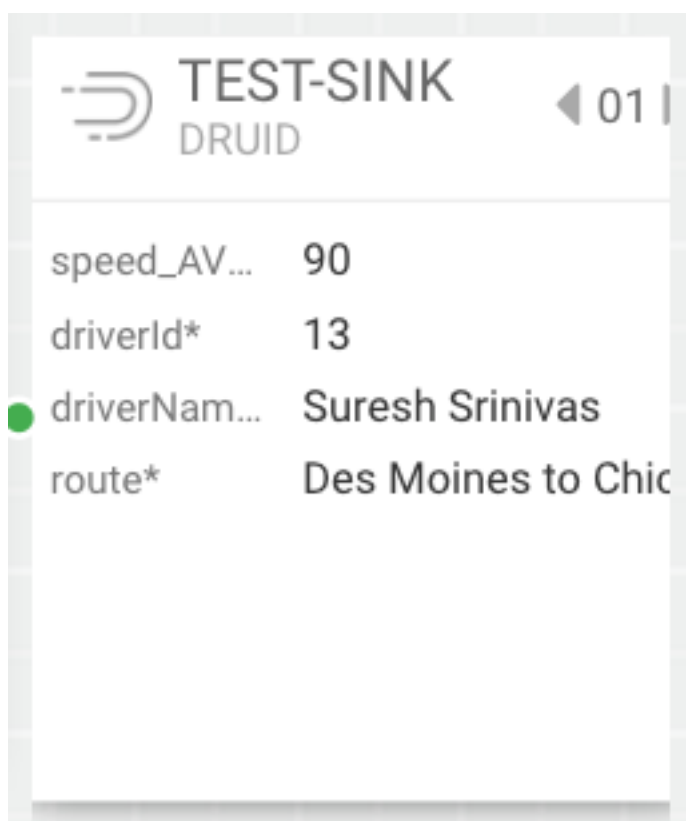 TEST-SINK
DRUID
01
speed_AV... 90
driverId* 13
driverNam... Suresh Srinivas
route* Des Moines to Chic